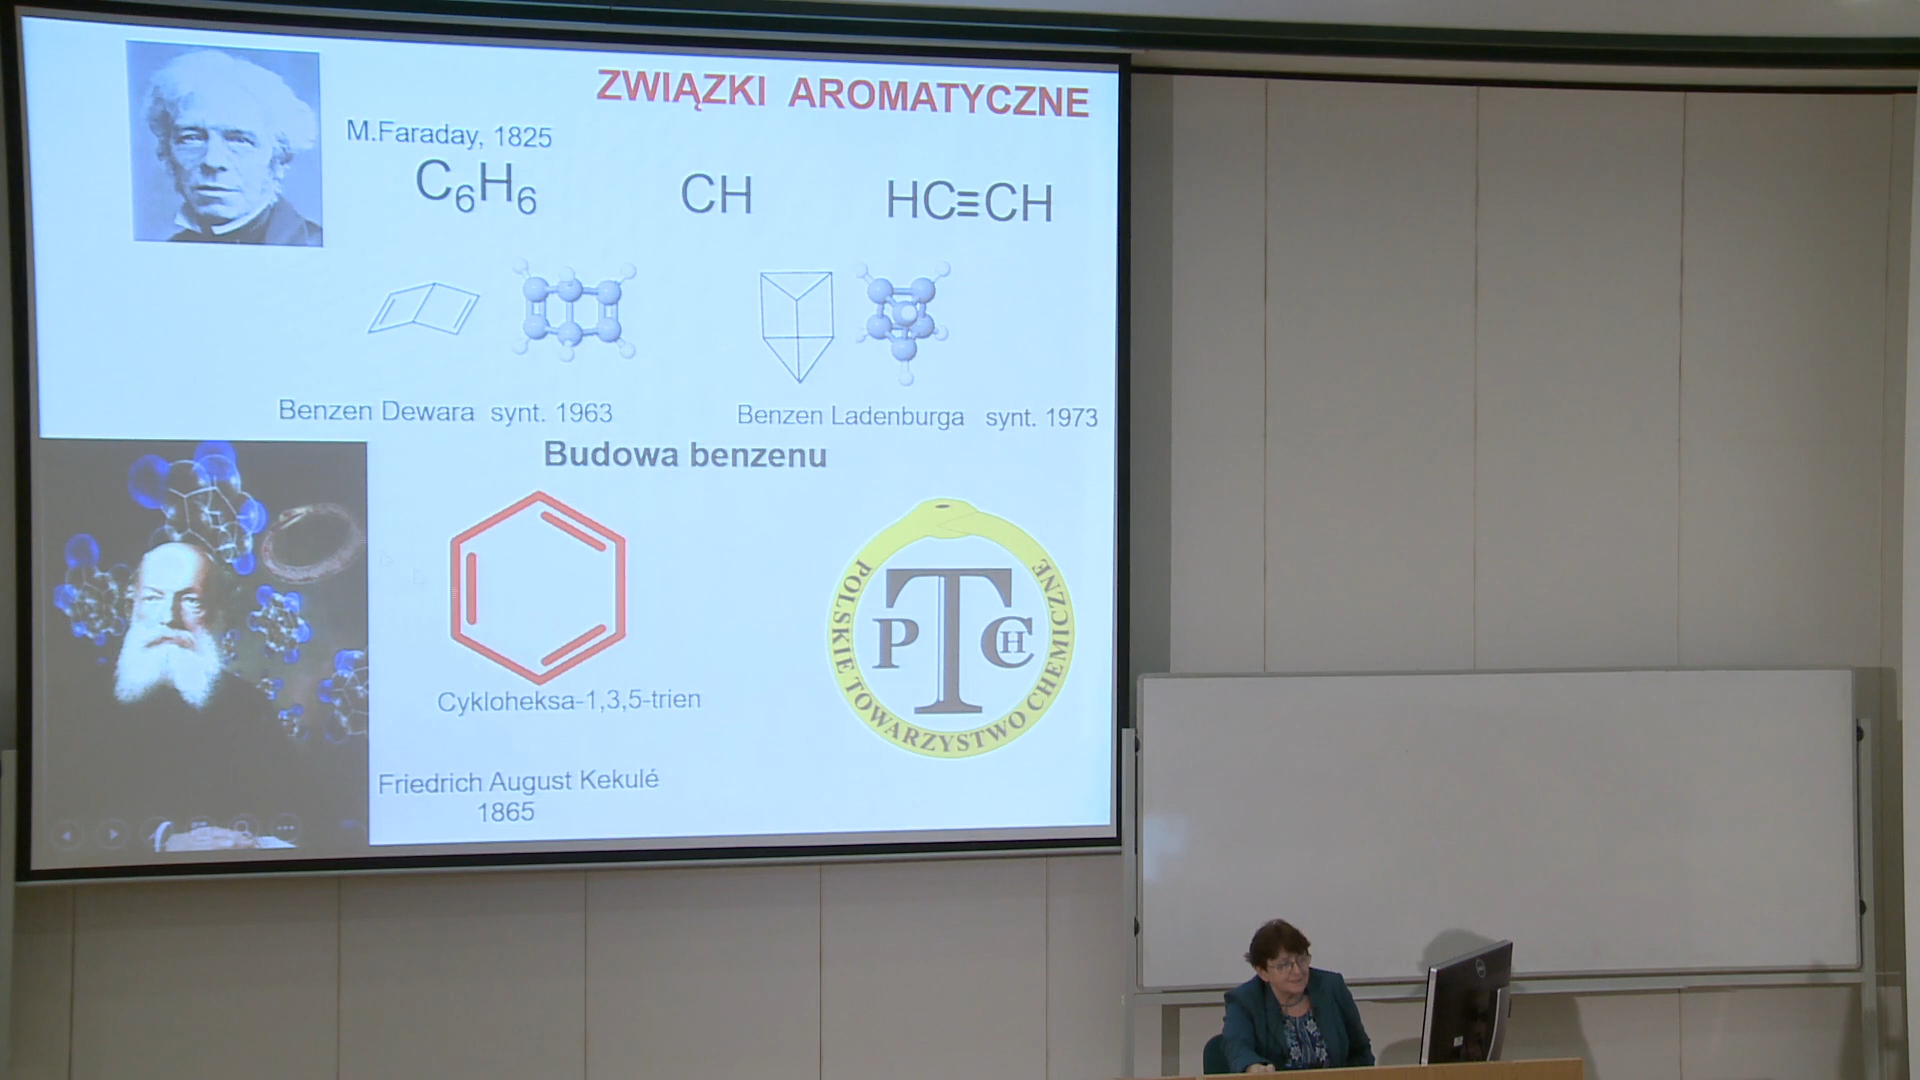 ZWIĄZKI AROMATYCZNE
M.Faraday, 1825
C₆H₆
CH
HC≡CH
Benzen Dewara synt. 1963
Benzen Ladenburga synt. 1973
Budowa benzenu
Cykloheksa-1,3,5-trien
PTCH
POLSKIE TOWARZYSTWO CHEMICZNE
Friedrich August Kekulé
1865